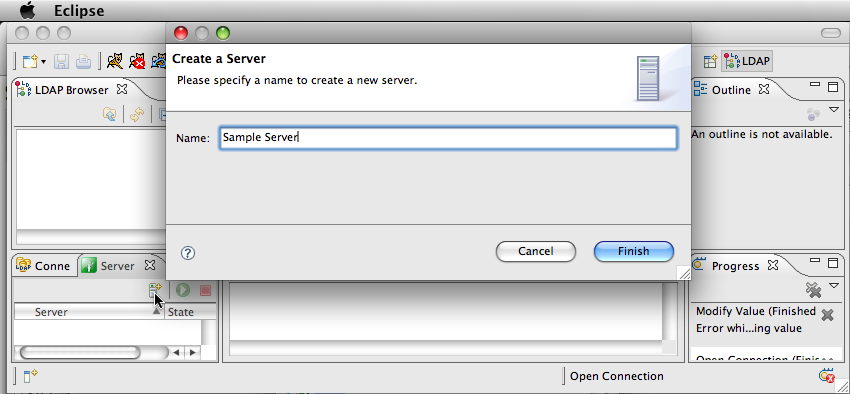 Eclipse
Create a Server
Please specify a name to create a new server.
LDAP
LDAP Browser
Outline
Name: Sample Server
An outline is not available.
Cancel
Finish
Conne
Server
Progress
Server
State
Modify Value (Finished
Error whi...ing value
Open Connection (Finis
Open Connection